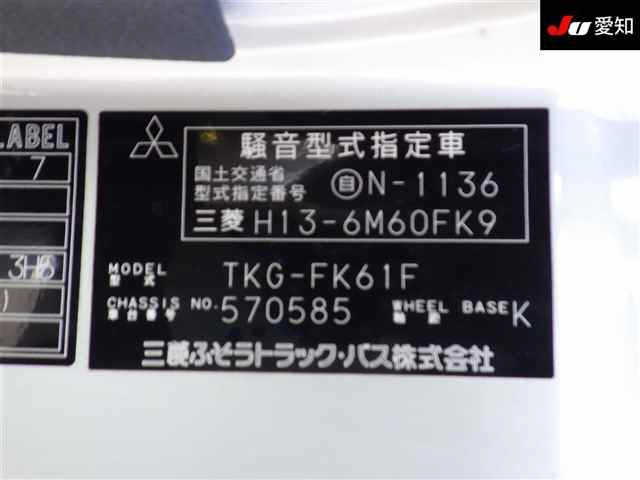 JU愛知
LABEL
7
騒音型式指定車
国土交通省
型式指定番号 自N-1136
三菱 H13-6M60FK9
MODEL
型式 TKG-FK61F
CHASSIS NO.
車台番号 570585 WHEEL BASE
軸距 K
三菱ふそうトラック・バス株式会社